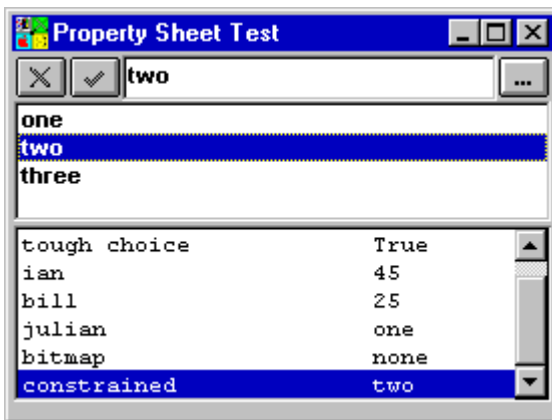 Property Sheet Test
two
...
one
two
three
tough choice True
ian 45
bill 25
julian one
bitmap none
constrained two